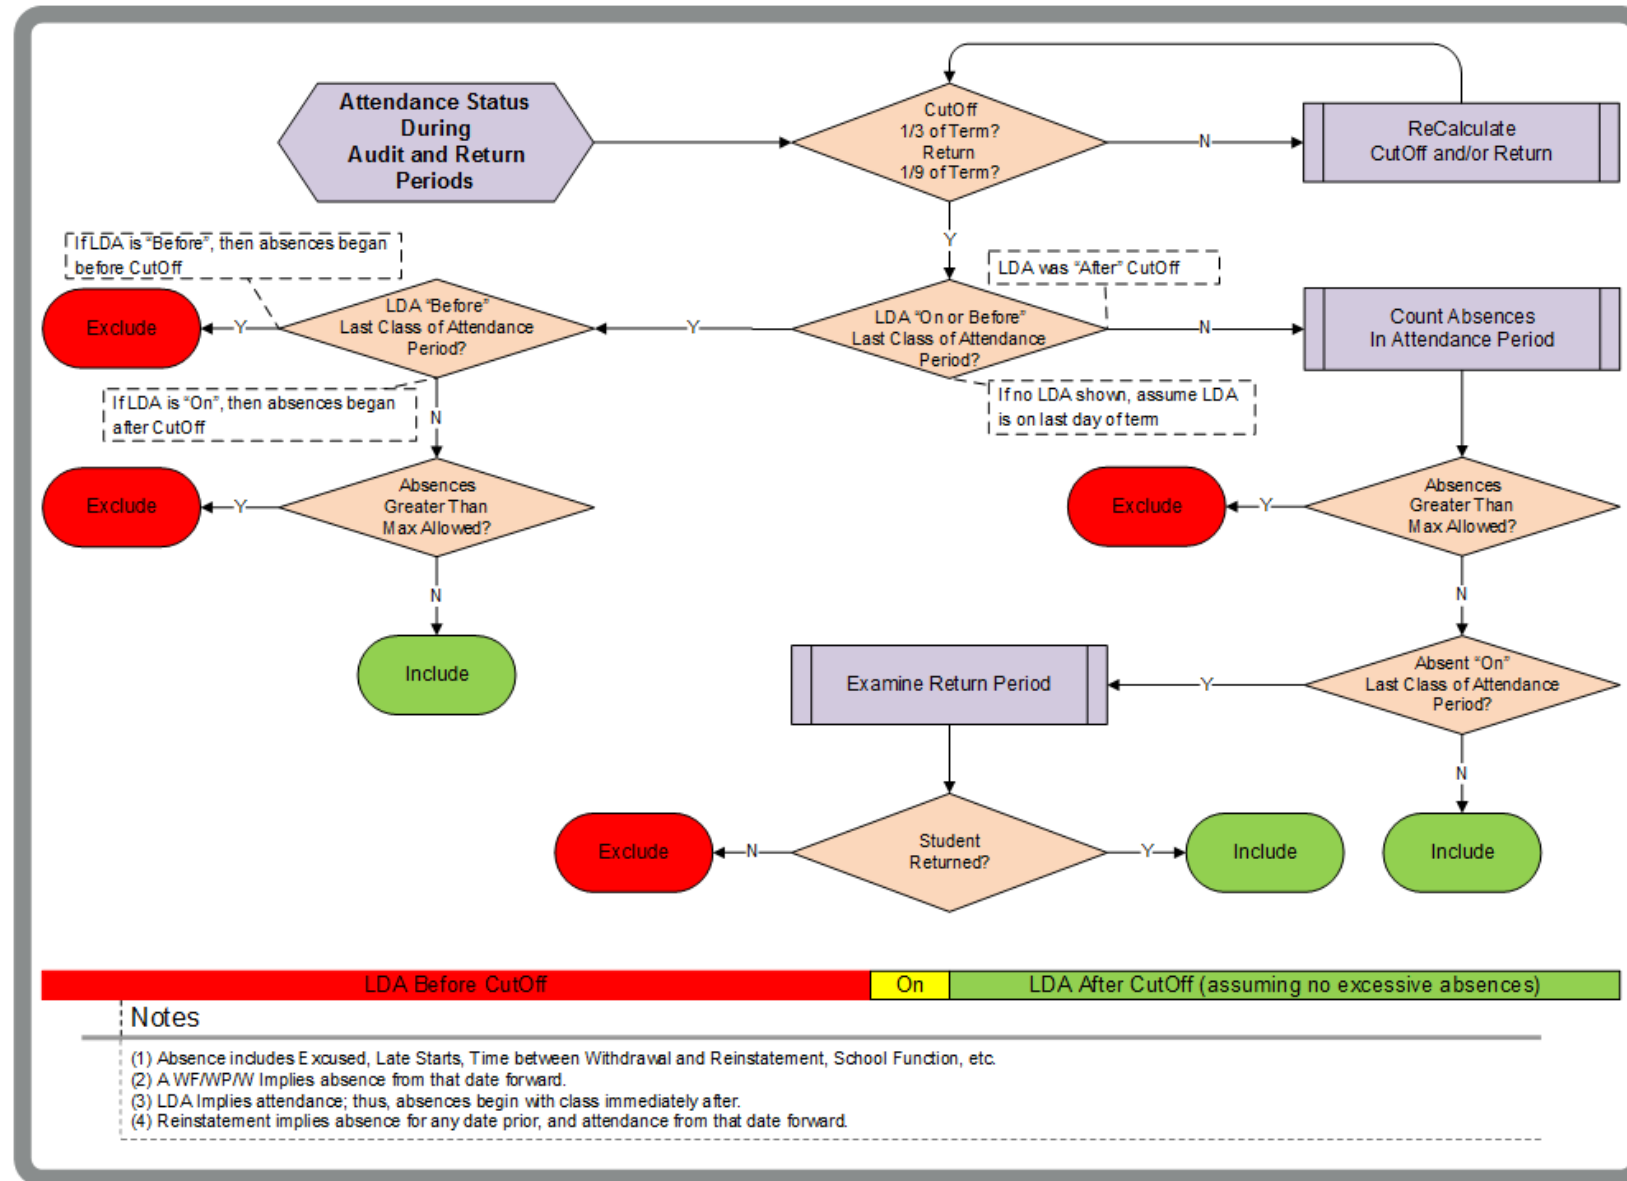 Attendance Status
During
Audit and Return
Periods
CutOff
1/3 of Term?
Return
1/9 of Term?
N
ReCalculate
CutOff and/or Return
Y
If LDA is “Before”, then absences began
before CutOff
LDA was “After” CutOff
Exclude
Y
LDA “Before”
Last Class of Attendance
Period?
Y
LDA “On or Before”
Last Class of Attendance
Period?
N
Count Absences
In Attendance Period
If LDA is “On”, then absences began
after CutOff
N
If no LDA shown, assume LDA
is on last day of term
Exclude
Y
Absences
Greater Than
Max Allowed?
Exclude
Y
Absences
Greater Than
Max Allowed?
N
N
Include
Examine Return Period
Y
Absent “On”
Last Class of Attendance
Period?
N
Exclude
N
Student
Returned?
Y
Include
Include
LDA Before CutOff
On
LDA After CutOff (assuming no excessive absences)
Notes
(1) Absence includes Excused, Late Starts, Time between Withdrawal and Reinstatement, School Function, etc.
(2) A WF/WP/W Implies absence from that date forward.
(3) LDA Implies attendance; thus, absences begin with class immediately after.
(4) Reinstatement implies absence for any date prior, and attendance from that date forward.